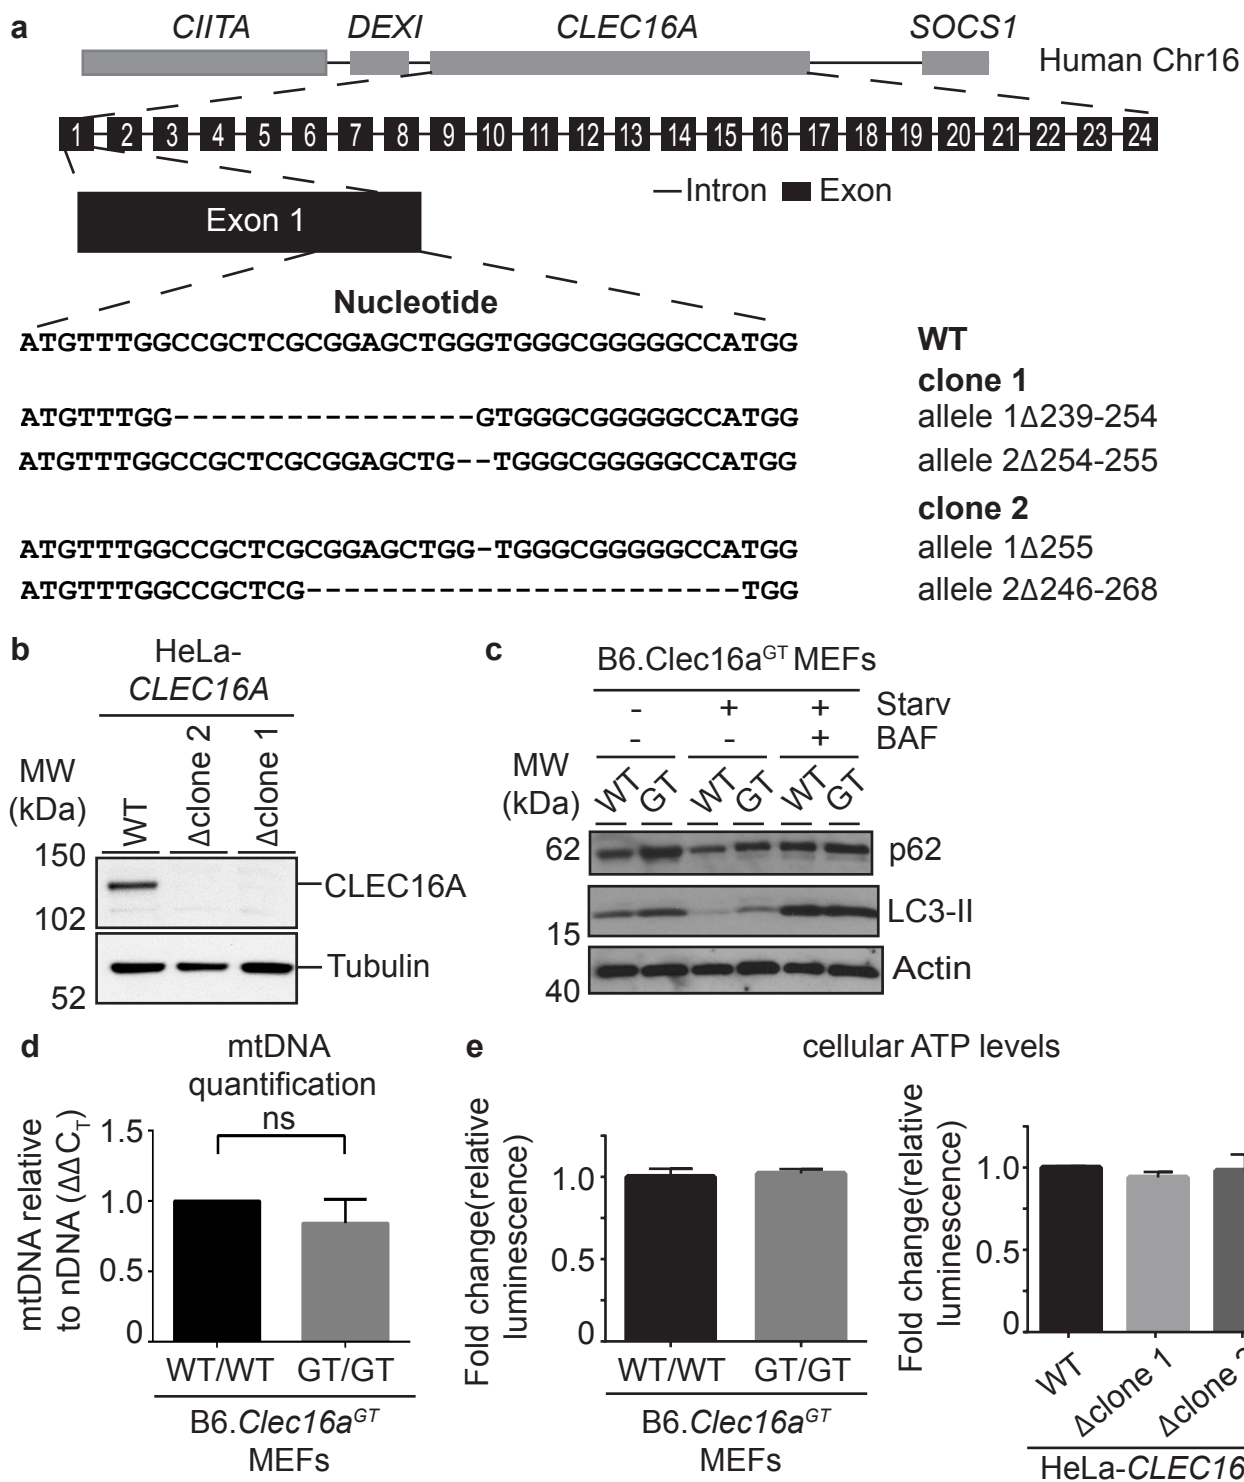 a
CIITA DEXI CLEC16A SOCS1
Human Chr16
1 2 3 4 5 6 7 8 9 10 11 12 13 14 15 16 17 18 19 20 21 22 23 24
Intron Exon
Exon 1
Nucleotide
ATGTTTGGCCGCTCGCGGAGCTGGGTGGGCGGGGGCCATGG WT
clone 1
ATGTTTGG----------------GTGGGCGGGGGCCATGG allele 1Δ239-254
ATGTTTGGCCGCTCGCGGAGCTG--TGGGCGGGGGCCATGG allele 2Δ254-255
clone 2
ATGTTTGGCCGCTCGCGGAGCTGG-TGGGCGGGGGCCATGG allele 1Δ255
ATGTTTGGCCGCTCG-----------------------TGG allele 2Δ246-268
b
HeLa-
CLEC16A
MW
(kDa)
WT Δclone 2 Δclone 1
150
CLEC16A
102
Tubulin
52
c
B6.Clec16aGT MEFs
- + + Starv
- - + BAF
MW
(kDa)
WT GT WT GT WT GT
62 p62
LC3-II
15
Actin
40
d
mtDNA
quantification
ns
mtDNA relative
to nDNA (ΔΔCT)
1.5
1.0
0.5
0
WT/WT GT/GT
B6.Clec16aGT
MEFs
e
cellular ATP levels
Fold change(relative
luminescence)
1.0
0.5
0
WT/WT GT/GT
B6.Clec16aGT
MEFs
Fold change(relative
luminescence)
1.0
0.5
0
WT Δclone 1 Δclone
HeLa-CLEC16